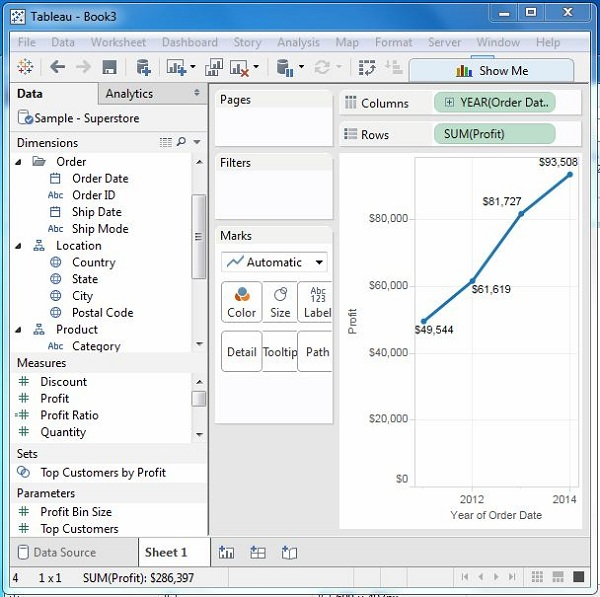 Tableau - Book3
File Data Worksheet Dashboard Story Analysis Map Format Server Window Help
Show Me
Data Analytics
Sample - Superstore
Dimensions
Order
Order Date
Abc Order ID
Ship Date
Abc Ship Mode
Location
Country
State
City
Postal Code
Product
Abc Category
Measures
Discount
Profit
Profit Ratio
Quantity
Sets
Top Customers by Profit
Parameters
Profit Bin Size
Top Customers
Pages
Filters
Marks
Automatic
Abc
123
Color Size Label
Detail Tooltip Path
Columns YEAR(Order Dat..
Rows SUM(Profit)
$93,508
$81,727
$80,000
$61,619
$60,000
$49,544
$40,000
$20,000
$0
Profit
2012 2014
Year of Order Date
Data Source Sheet 1
4 1 x 1 SUM(Profit): $286,397